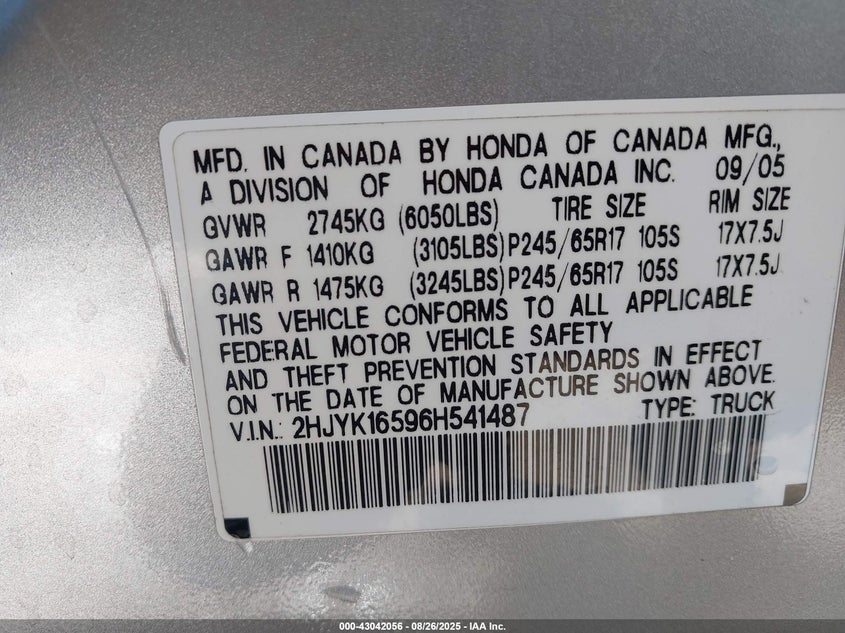 MFD. IN CANADA BY HONDA OF CANADA MFG.,
A DIVISION OF HONDA CANADA INC. 09/05
GVWR 2745KG (6050LBS) TIRE SIZE RIM SIZE
GAWR F 1410KG (3105LBS) P245/65R17 105S 17X7.5J
GAWR R 1475KG (3245LBS) P245/65R17 105S 17X7.5J
THIS VEHICLE CONFORMS TO ALL APPLICABLE
FEDERAL MOTOR VEHICLE SAFETY
AND THEFT PREVENTION STANDARDS IN EFFECT
ON THE DATE OF MANUFACTURE SHOWN ABOVE.
V.I.N.: 2HJYK16596H541487 TYPE: TRUCK
000-43042056 - 08/26/2025 - IAA Inc.